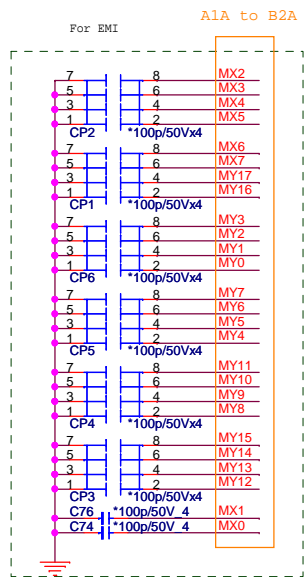 A1A to B2A
For EMI
7 8 MX2
5 6 MX3
3 4 MX4
1 2 MX5
CP2 *100p/50Vx4
7 8 MX6
5 6 MX7
3 4 MY17
1 2 MY16
CP1 *100p/50Vx4
7 8 MY3
5 6 MY2
3 4 MY1
1 2 MY0
CP6 *100p/50Vx4
7 8 MY7
5 6 MY6
3 4 MY5
1 2 MY4
CP5 *100p/50Vx4
7 8 MY11
5 6 MY10
3 4 MY9
1 2 MY8
CP4 *100p/50Vx4
7 8 MY15
5 6 MY14
3 4 MY13
1 2 MY12
CP3 *100p/50Vx4
C76 *100p/50V_4 MX1
C74 *100p/50V_4 MX0